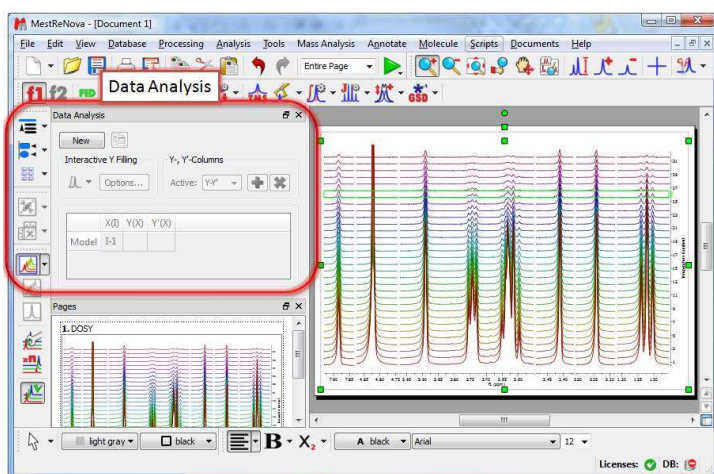 MestReNova - [Document 1]
File Edit View Database Processing Analysis Tools Mass Analysis Annotate Molecule Scripts Documents Help
Entire Page
f1 f2 FID TMS GSD
Data Analysis
Data Analysis
New
Interactive Y Filling Y-, Y'-Columns
Options... Active: Y-Y'
X(I) Y(X) Y'(X)
Model I-1
Pages
1. DOSY
light gray black B X₂ A black Arial 12
Licenses: DB: